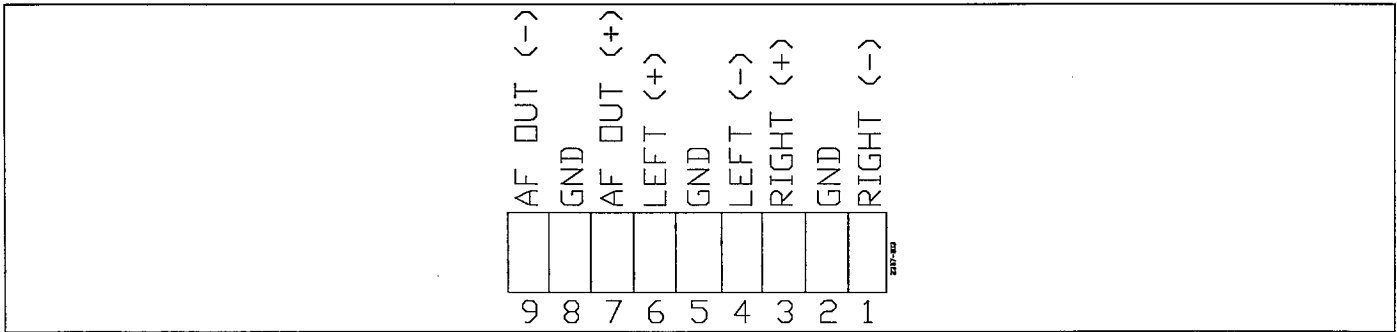 AF OUT (-)
GND
AF OUT (+)
LEFT (+)
GND
LEFT (-)
RIGHT (+)
GND
RIGHT (-)
9 8 7 6 5 4 3 2 1